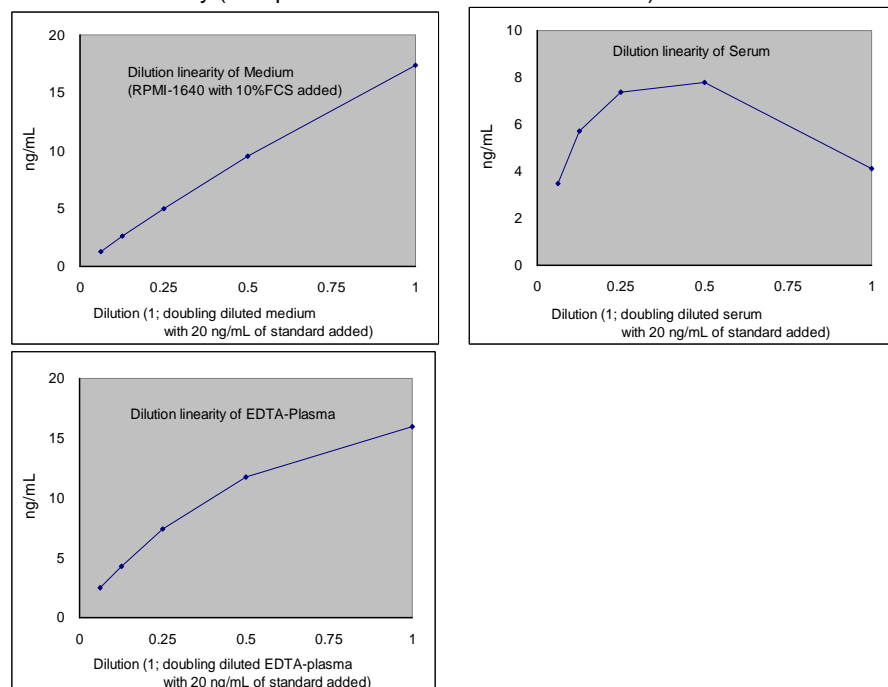 20
15
10
5
0
ng/mL
Dilution linearity of Medium
(RPMI-1640 with 10%FCS added)
0 0.25 0.5 0.75 1
Dilution (1; doubling diluted medium
with 20 ng/mL of standard added)
10
8
6
4
2
0
ng/mL
Dilution linearity of Serum
0 0.25 0.5 0.75 1
Dilution (1; doubling diluted serum
with 20 ng/mL of standard added)
20
15
10
5
0
ng/mL
Dilution linearity of EDTA-Plasma
0 0.25 0.5 0.75 1
Dilution (1; doubling diluted EDTA-plasma
with 20 ng/mL of standard added)